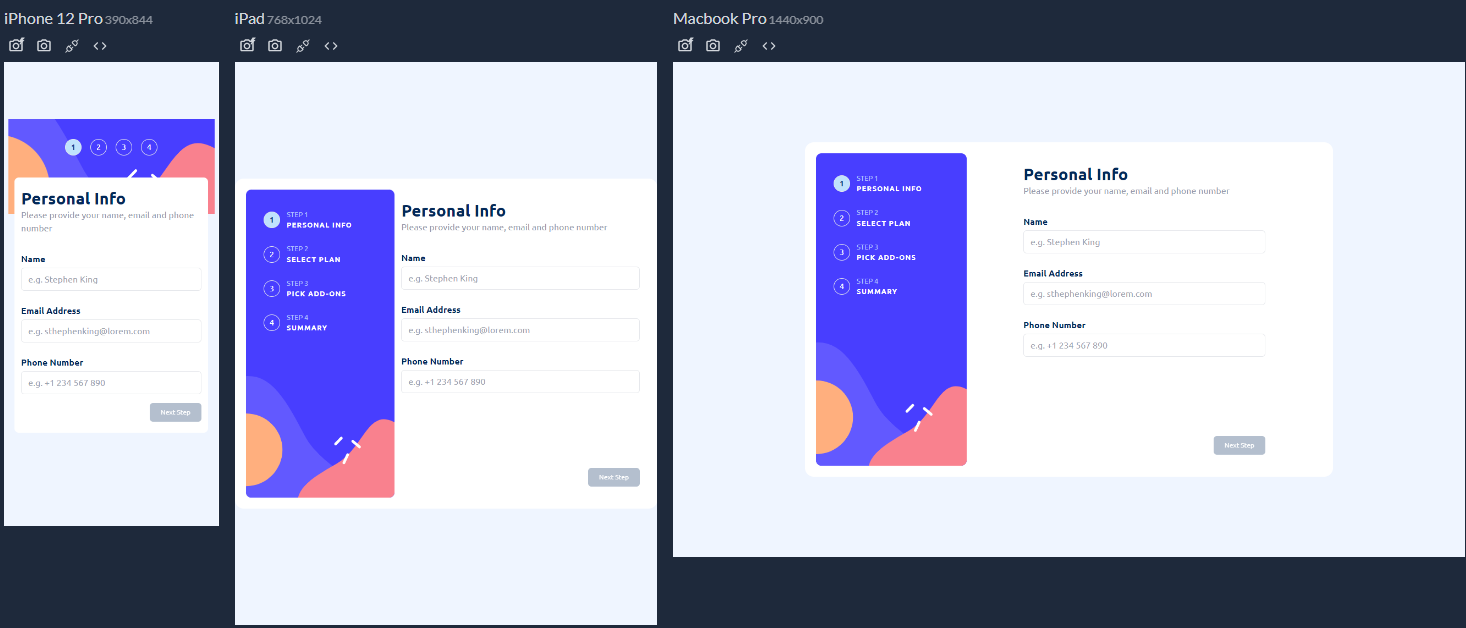 iPhone 12 Pro 390x844
1 2 3 4
Personal Info
Please provide your name, email and phone
number
Name
e.g. Stephen King
Email Address
e.g. sthephenking@lorem.com
Phone Number
e.g. +1 234 567 890
Next Step
iPad 768x1024
1
STEP 1
PERSONAL INFO
2
STEP 2
SELECT PLAN
3
STEP 3
PICK ADD-ONS
4
STEP 4
SUMMARY
Personal Info
Please provide your name, email and phone number
Name
e.g. Stephen King
Email Address
e.g. sthephenking@lorem.com
Phone Number
e.g. +1 234 567 890
Next Step
Macbook Pro 1440x900
1
STEP 1
PERSONAL INFO
2
STEP 2
SELECT PLAN
3
STEP 3
PICK ADD-ONS
4
STEP 4
SUMMARY
Personal Info
Please provide your name, email and phone number
Name
e.g. Stephen King
Email Address
e.g. sthephenking@lorem.com
Phone Number
e.g. +1 234 567 890
Next Step